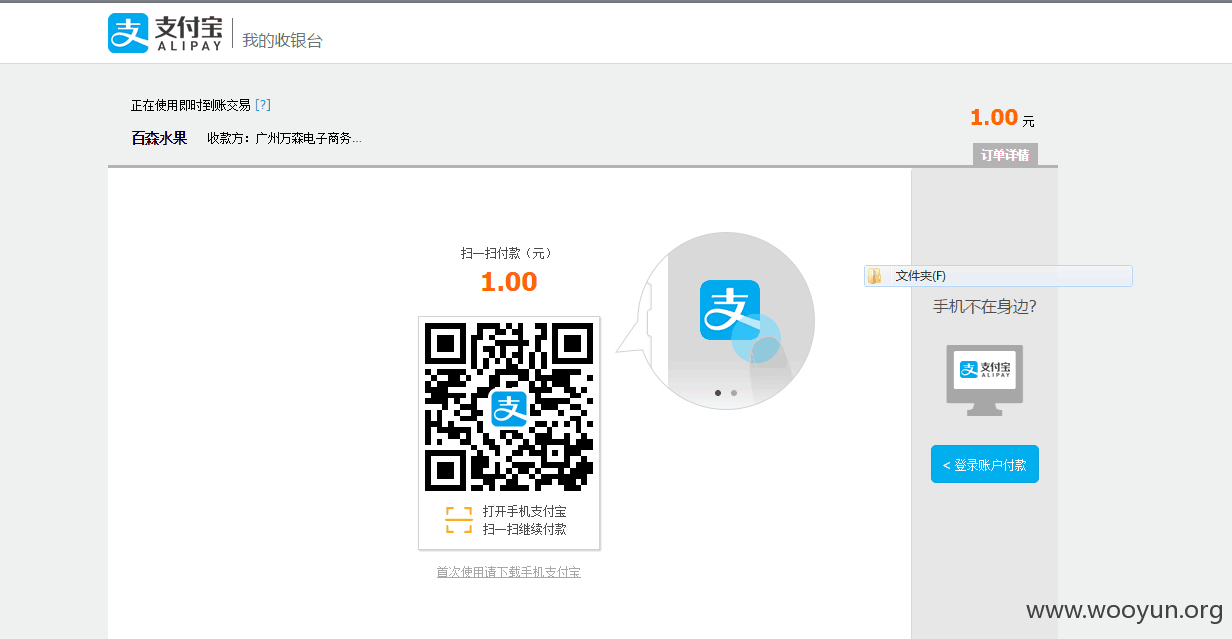 支付宝
ALIPAY
我的收银台
正在使用即时到账交易 [?]
百森水果 收款方：广州万森电子商务...
1.00 元
订单详情
扫一扫付款（元）
1.00
支
支
打开手机支付宝
扫一扫继续付款
首次使用请下载手机支付宝
文件夹(F)
手机不在身边?
支付宝
ALIPAY
< 登录账户付款
www.wooyun.org